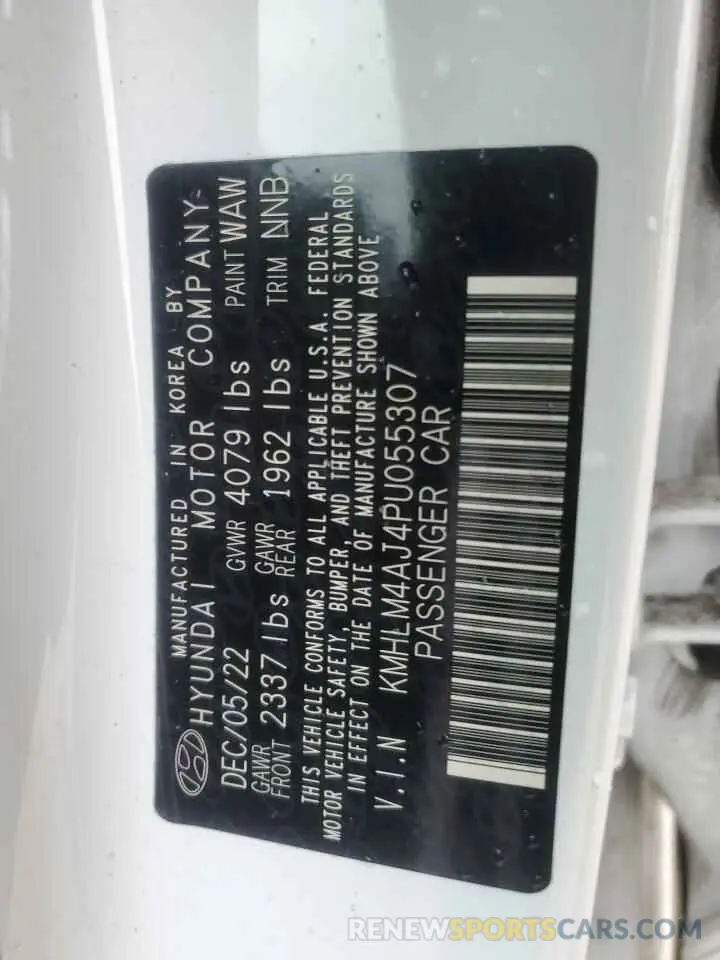 MANUFACTURED IN KOREA BY
HYUNDAI MOTOR COMPANY
DEC/05/22 GVWR 4079 lbs PAINT WAW
GAWR FRONT 2337 lbs GAWR REAR 1962 lbs TRIM NNB
THIS VEHICLE CONFORMS TO ALL APPLICABLE U.S.A. FEDERAL
MOTOR VEHICLE SAFETY, BUMPER, AND THEFT PREVENTION STANDARDS
IN EFFECT ON THE DATE OF MANUFACTURE SHOWN ABOVE
V.I.N KMHLM4AJ4PU055307
PASSENGER CAR
RENEWSPORTSCARS.COM